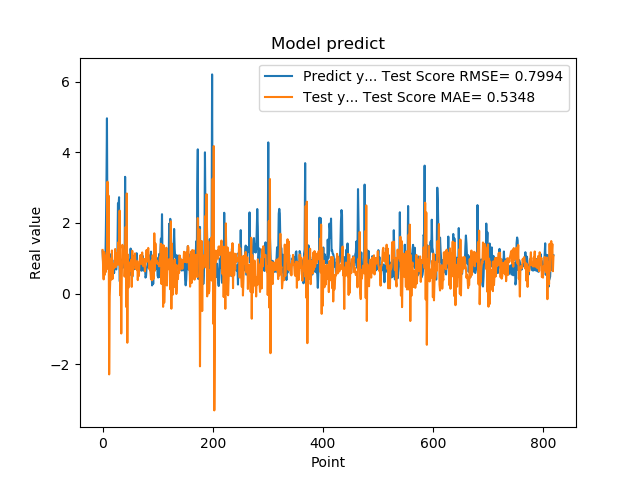 Model predict
Predict y... Test Score RMSE= 0.7994
Test y... Test Score MAE= 0.5348
6
4
2
0
−2
Real value
0 200 400 600 800
Point